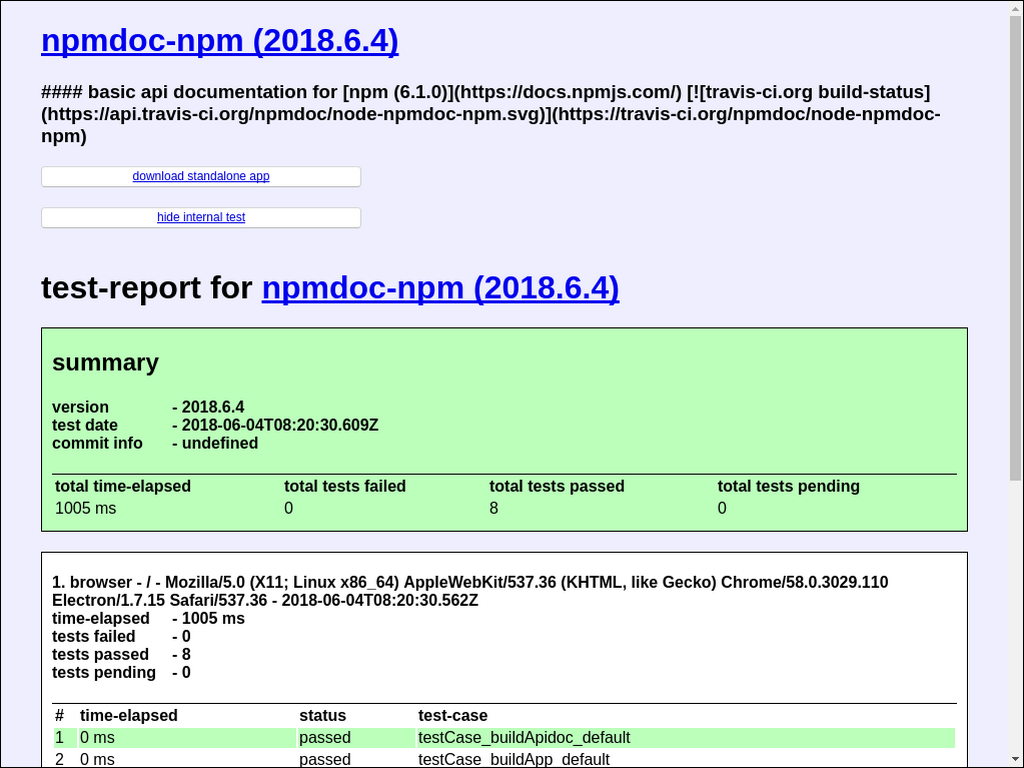 npmdoc-npm (2018.6.4)
#### basic api documentation for [npm (6.1.0)](https://docs.npmjs.com/) [![travis-ci.org build-status]
(https://api.travis-ci.org/npmdoc/node-npmdoc-npm.svg)](https://travis-ci.org/npmdoc/node-npmdoc-
npm)
download standalone app
hide internal test
test-report for npmdoc-npm (2018.6.4)
summary
version - 2018.6.4
test date - 2018-06-04T08:20:30.609Z
commit info - undefined
total time-elapsed total tests failed total tests passed total tests pending
1005 ms 0 8 0
1. browser - / - Mozilla/5.0 (X11; Linux x86_64) AppleWebKit/537.36 (KHTML, like Gecko) Chrome/58.0.3029.110
Electron/1.7.15 Safari/537.36 - 2018-06-04T08:20:30.562Z
time-elapsed - 1005 ms
tests failed - 0
tests passed - 8
tests pending - 0
# time-elapsed status test-case
1 0 ms passed testCase_buildApidoc_default
2 0 ms passed testCase_buildApp_default